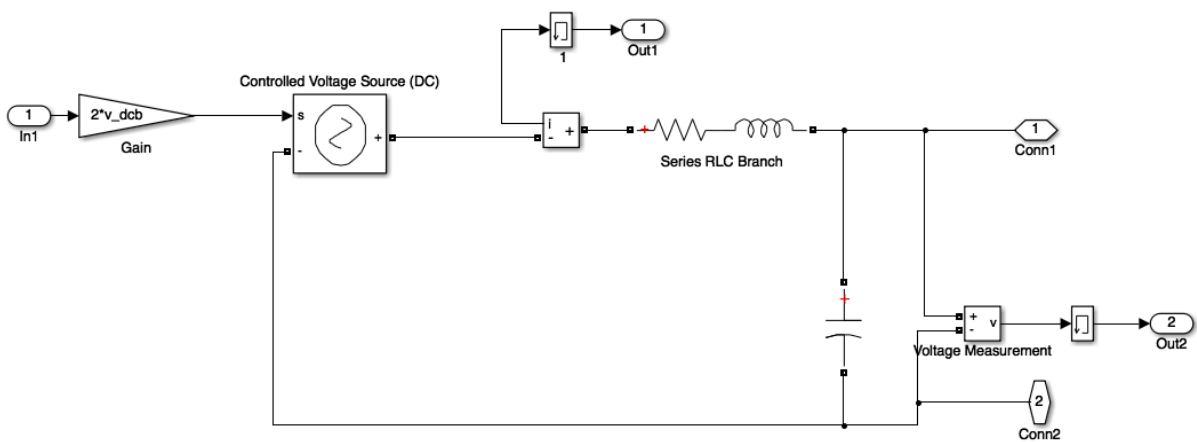 1
Out1
1
Controlled Voltage Source (DC)
1
In1
2*v_dcb
Gain
s
-
+
i
-
+
+
Series RLC Branch
1
Conn1
+
+
-
v
Voltage Measurement
2
Out2
2
Conn2